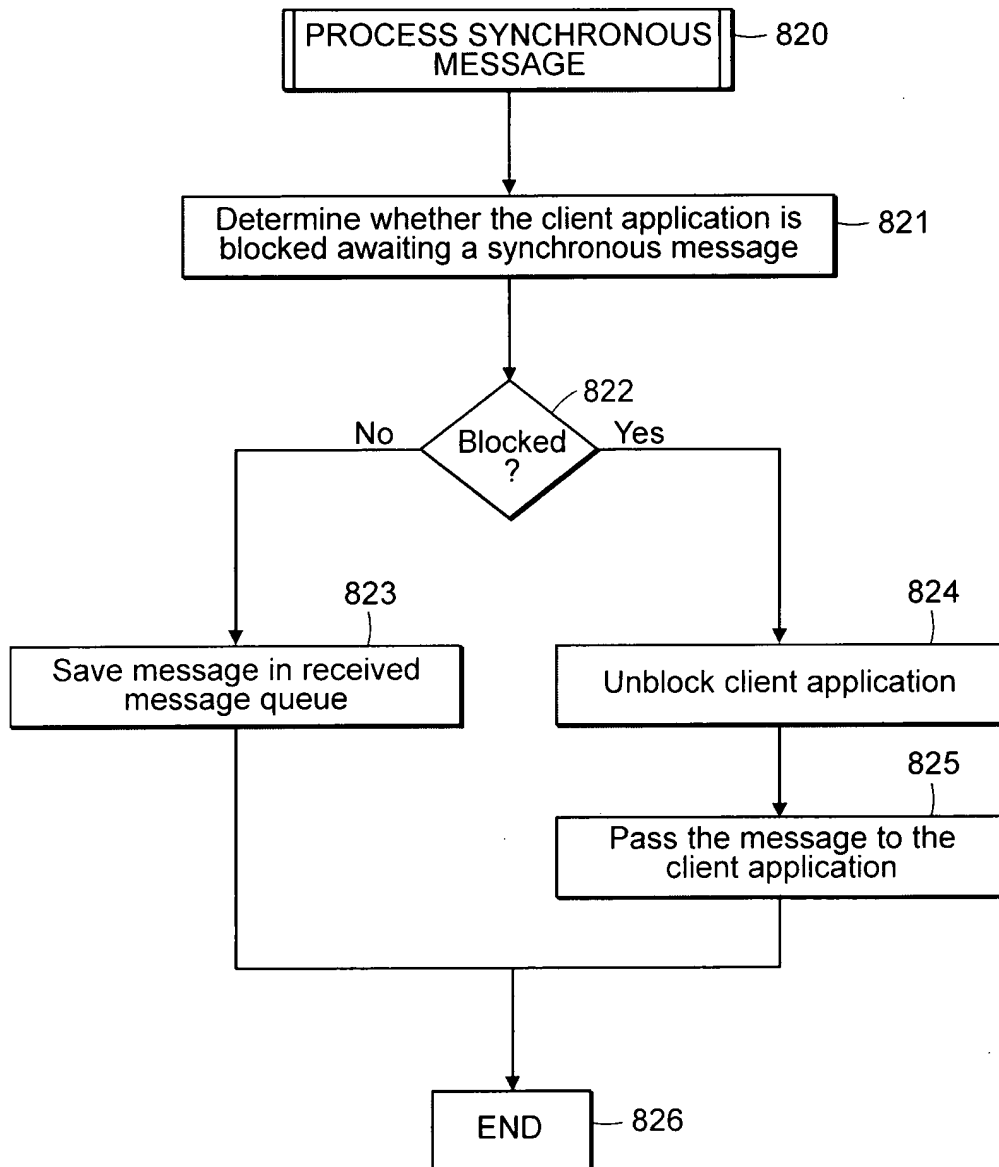 PROCESS SYNCHRONOUS
MESSAGE
820
Determine whether the client application is
blocked awaiting a synchronous message
821
822
Blocked
?
No
Yes
823
Save message in received
message queue
824
Unblock client application
825
Pass the message to the
client application
END
826